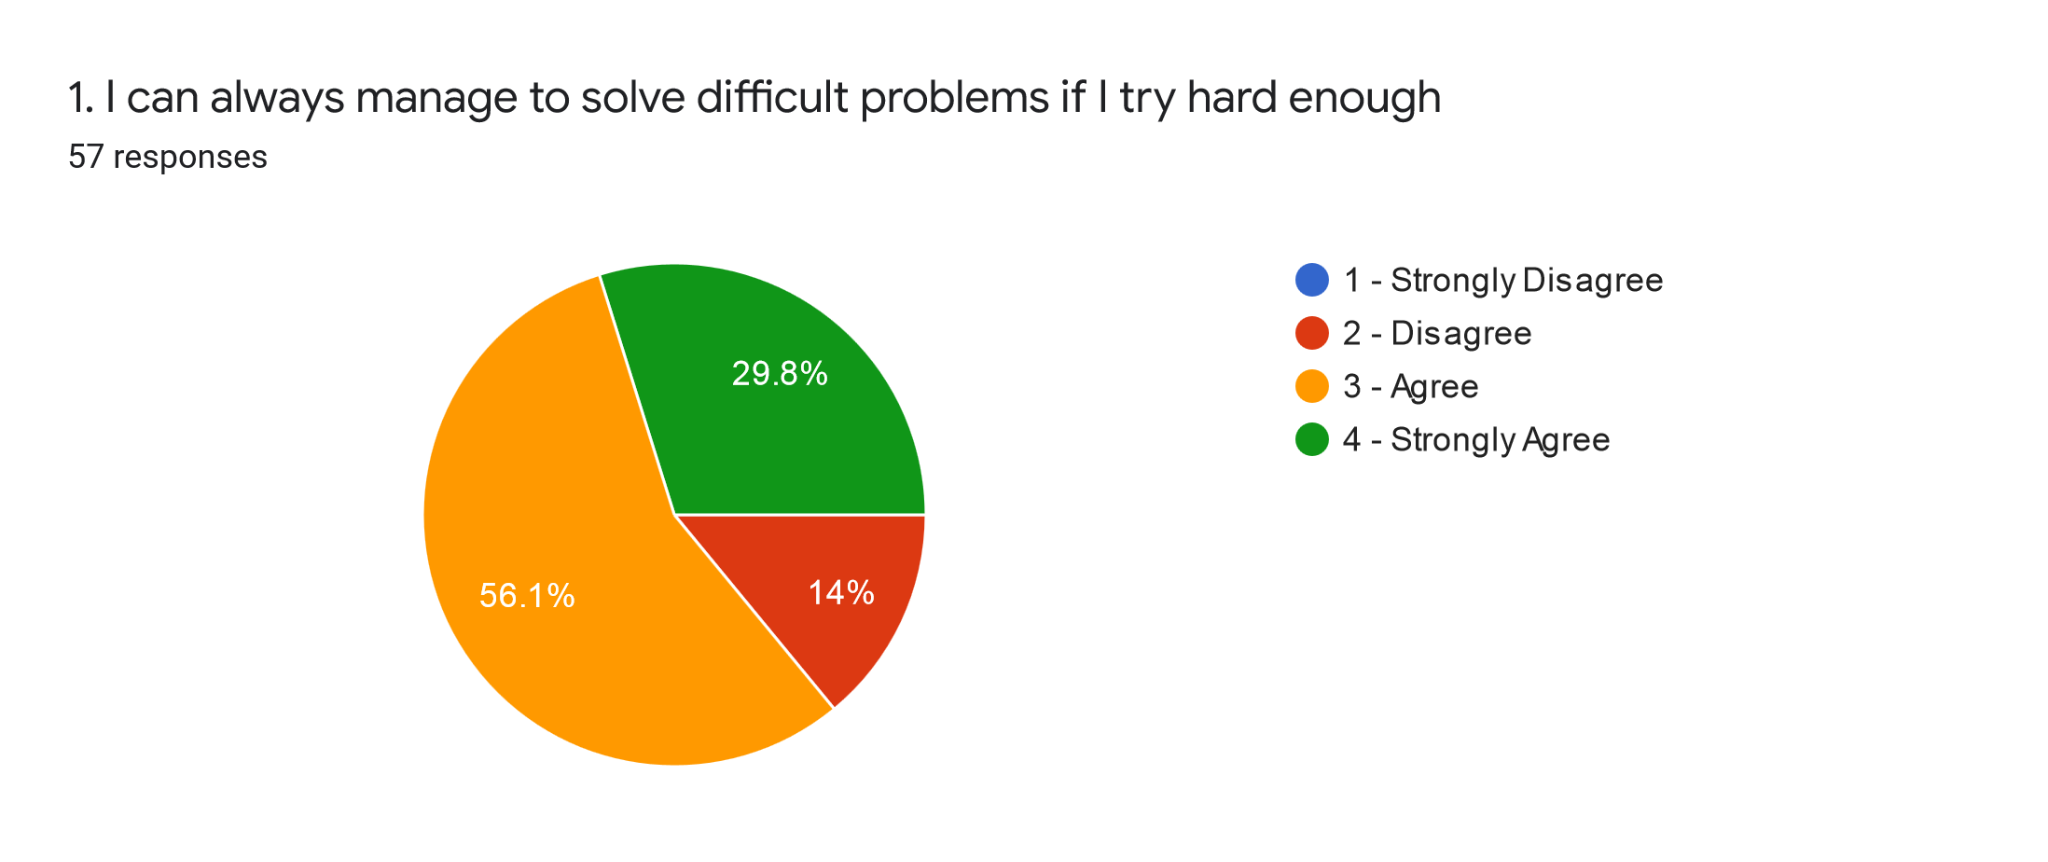 1. I can always manage to solve difficult problems if I try hard enough
57 responses
29.8%
56.1%
14%
1 - Strongly Disagree
2 - Disagree
3 - Agree
4 - Strongly Agree